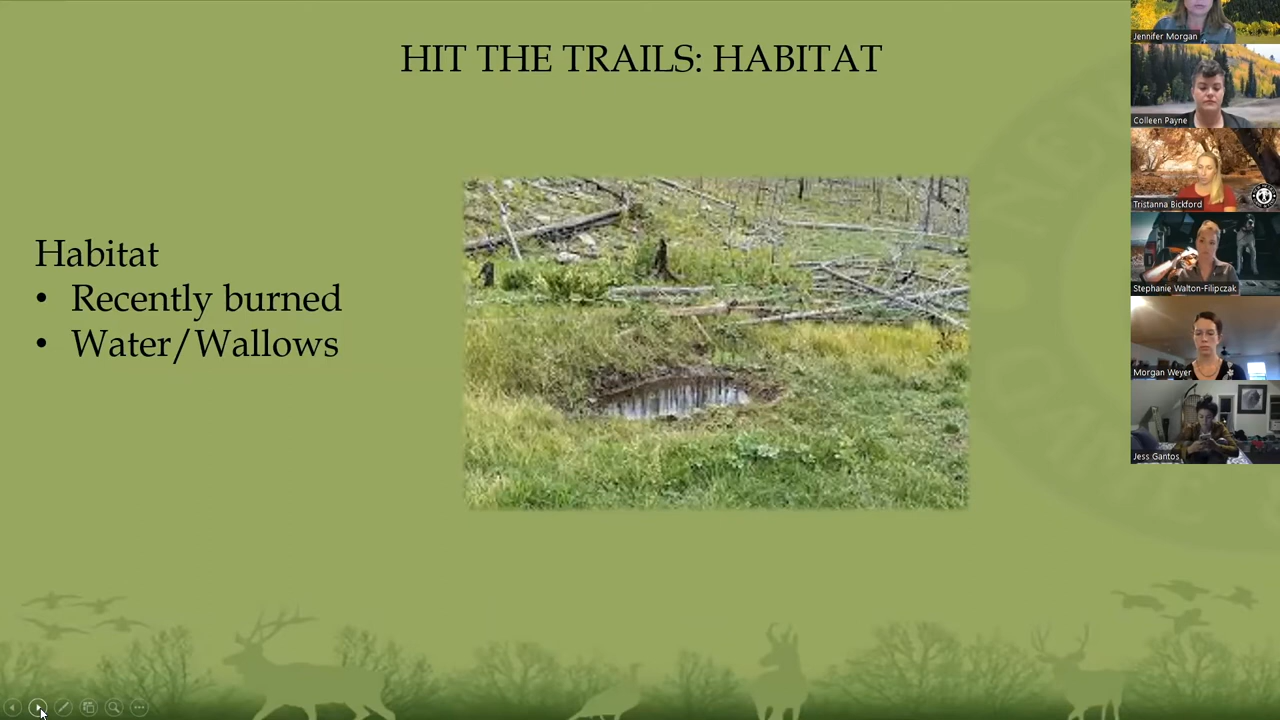 HIT THE TRAILS: HABITAT
Habitat
• Recently burned
• Water/Wallows
Jennifer Morgan
Colleen Payne
Tristanna Bickford
Stephanie Walton-Filipczak
Morgan Weyer
Jess Gantos